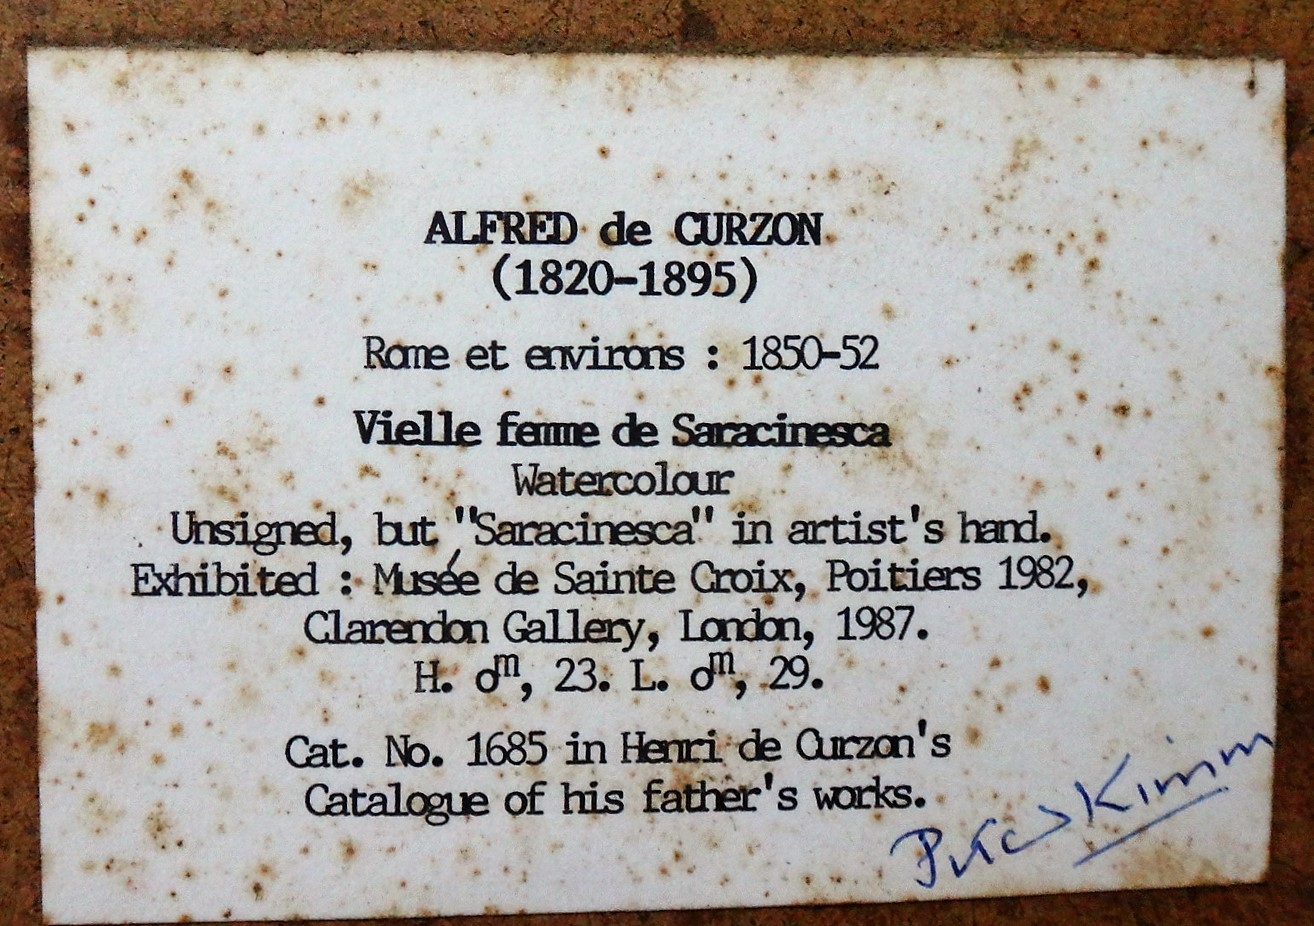 ALFRED de CURZON
(1820-1895)
Rome et environs : 1850-52
Vielle femme de Saracinesca
Watercolour
Unsigned, but "Saracinesca" in artist's hand.
Exhibited : Musée de Sainte Croix, Poitiers 1982,
Clarendon Gallery, London, 1987.
H. oᵐ, 23. L. oᵐ, 29.
Cat. No. 1685 in Henri de Curzon's
Catalogue of his father's works.